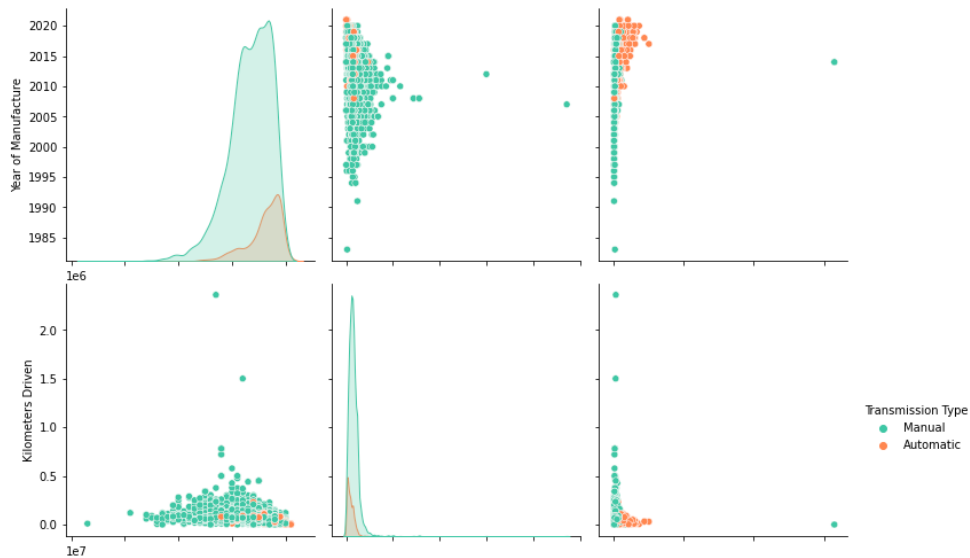 2020
2015
2010
2005
2000
1995
1990
1985
Year of Manufacture
1e6
2.0
1.5
1.0
0.5
0.0
Kilometers Driven
1e7
Transmission Type
Manual
Automatic